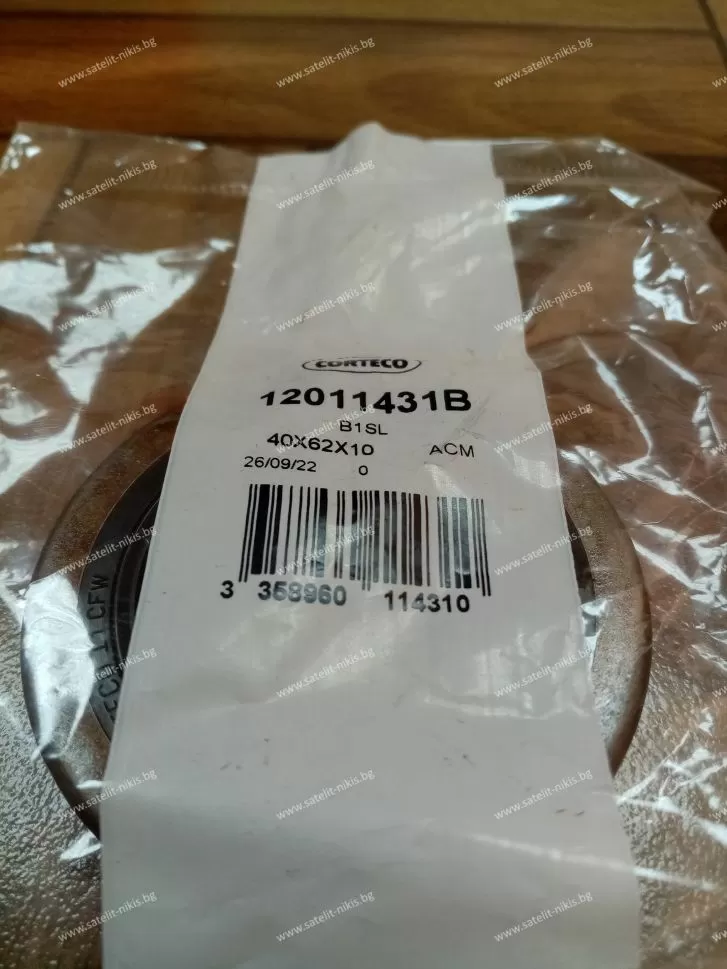 CORTECO
12011431B
B1SL
40X62X10 ACM
26/09/22 0
3 358960 114310
CFW
www.satelit-nikis.bg